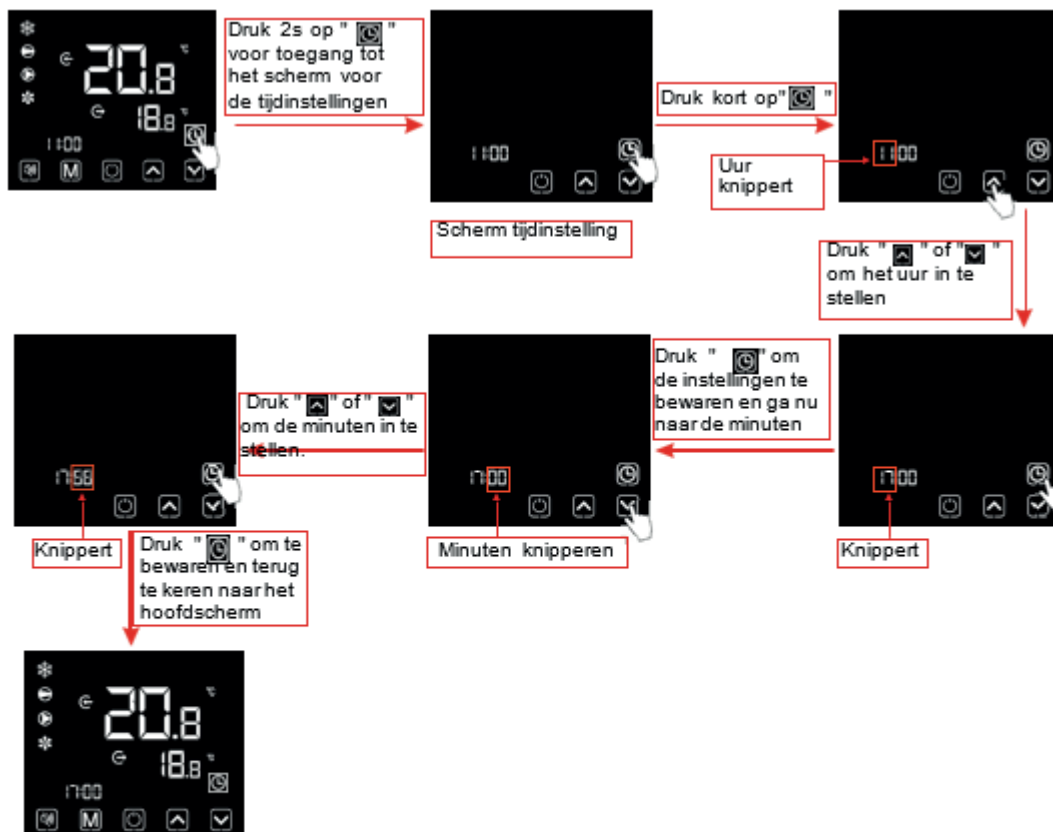 20.8 °C
18.8 °C
11:00
M
Druk 2s op " "
voor toegang tot
het scherm voor
de tijdinstellingen
11:00
Scherm tijdinstelling
Druk kort op" "
Uur
knippert
11:00
Druk " " of " "
om het uur in te
stellen
17:00
Knippert
Druk " " om
de instellingen te
bewaren en ga nu
naar de minuten
17:00
Minuten knipperen
Druk " " of " "
om de minuten in te
stellen.
17:56
Knippert
Druk " " om te
bewaren en terug
te keren naar het
hoofdscherm
20.8 °C
18.8 °C
17:00
M